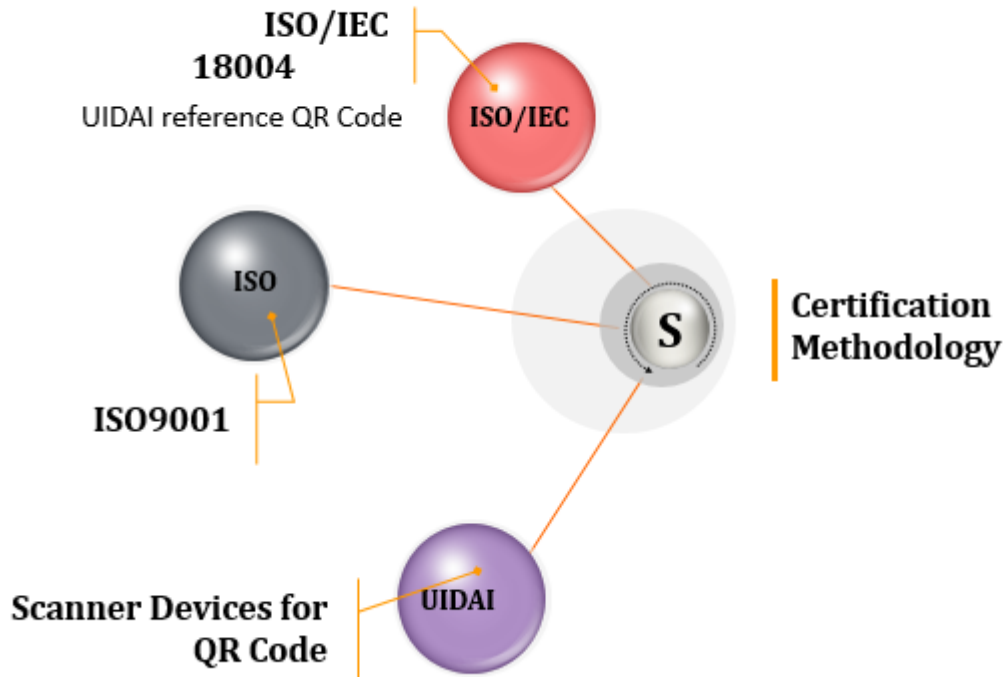 ISO/IEC
18004
UIDAI reference QR Code
ISO/IEC
ISO
ISO9001
S
Certification
Methodology
UIDAI
Scanner Devices for
QR Code